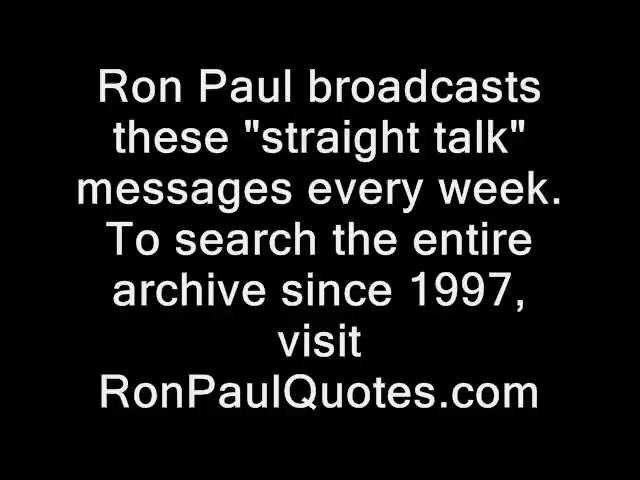 Ron Paul broadcasts
these "straight talk"
messages every week.
To search the entire
archive since 1997,
visit
RonPaulQuotes.com